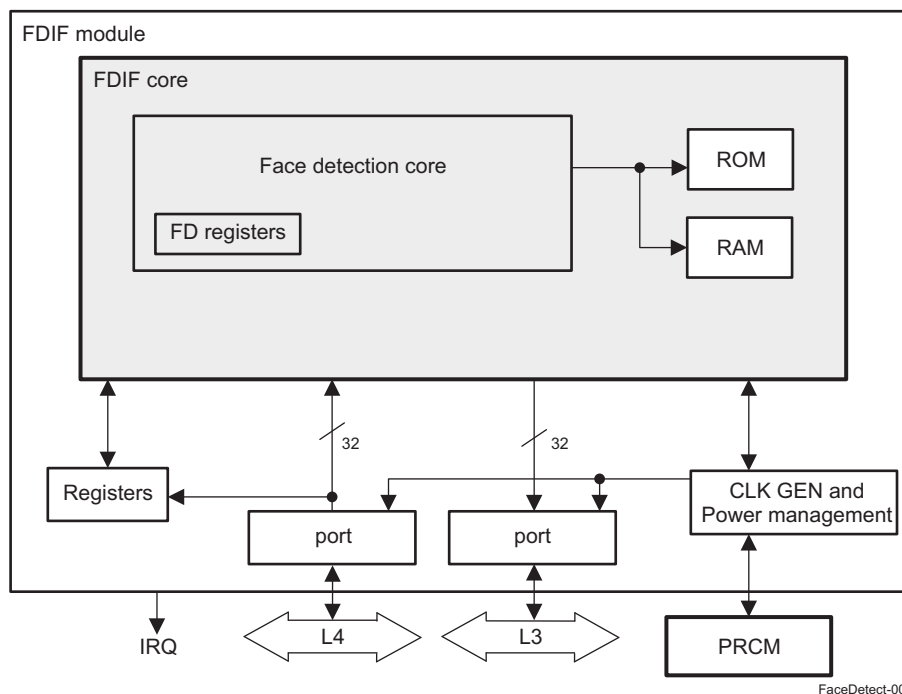 FDIF module
FDIF core
Face detection core
ROM
FD registers
RAM
32
32
Registers
CLK GEN and
Power management
port
port
IRQ
L4
L3
PRCM